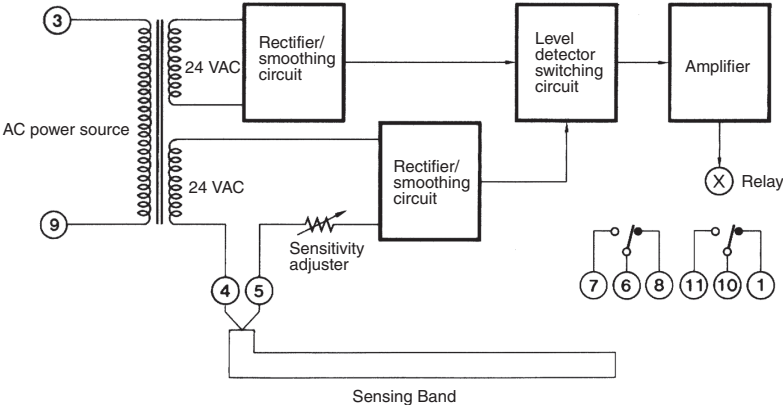 3
AC power source
9
24 VAC
Rectifier/
smoothing
circuit
Level
detector
switching
circuit
Amplifier
24 VAC
Rectifier/
smoothing
circuit
X
Relay
Sensitivity
adjuster
4
5
7
6
8
11
10
1
Sensing Band